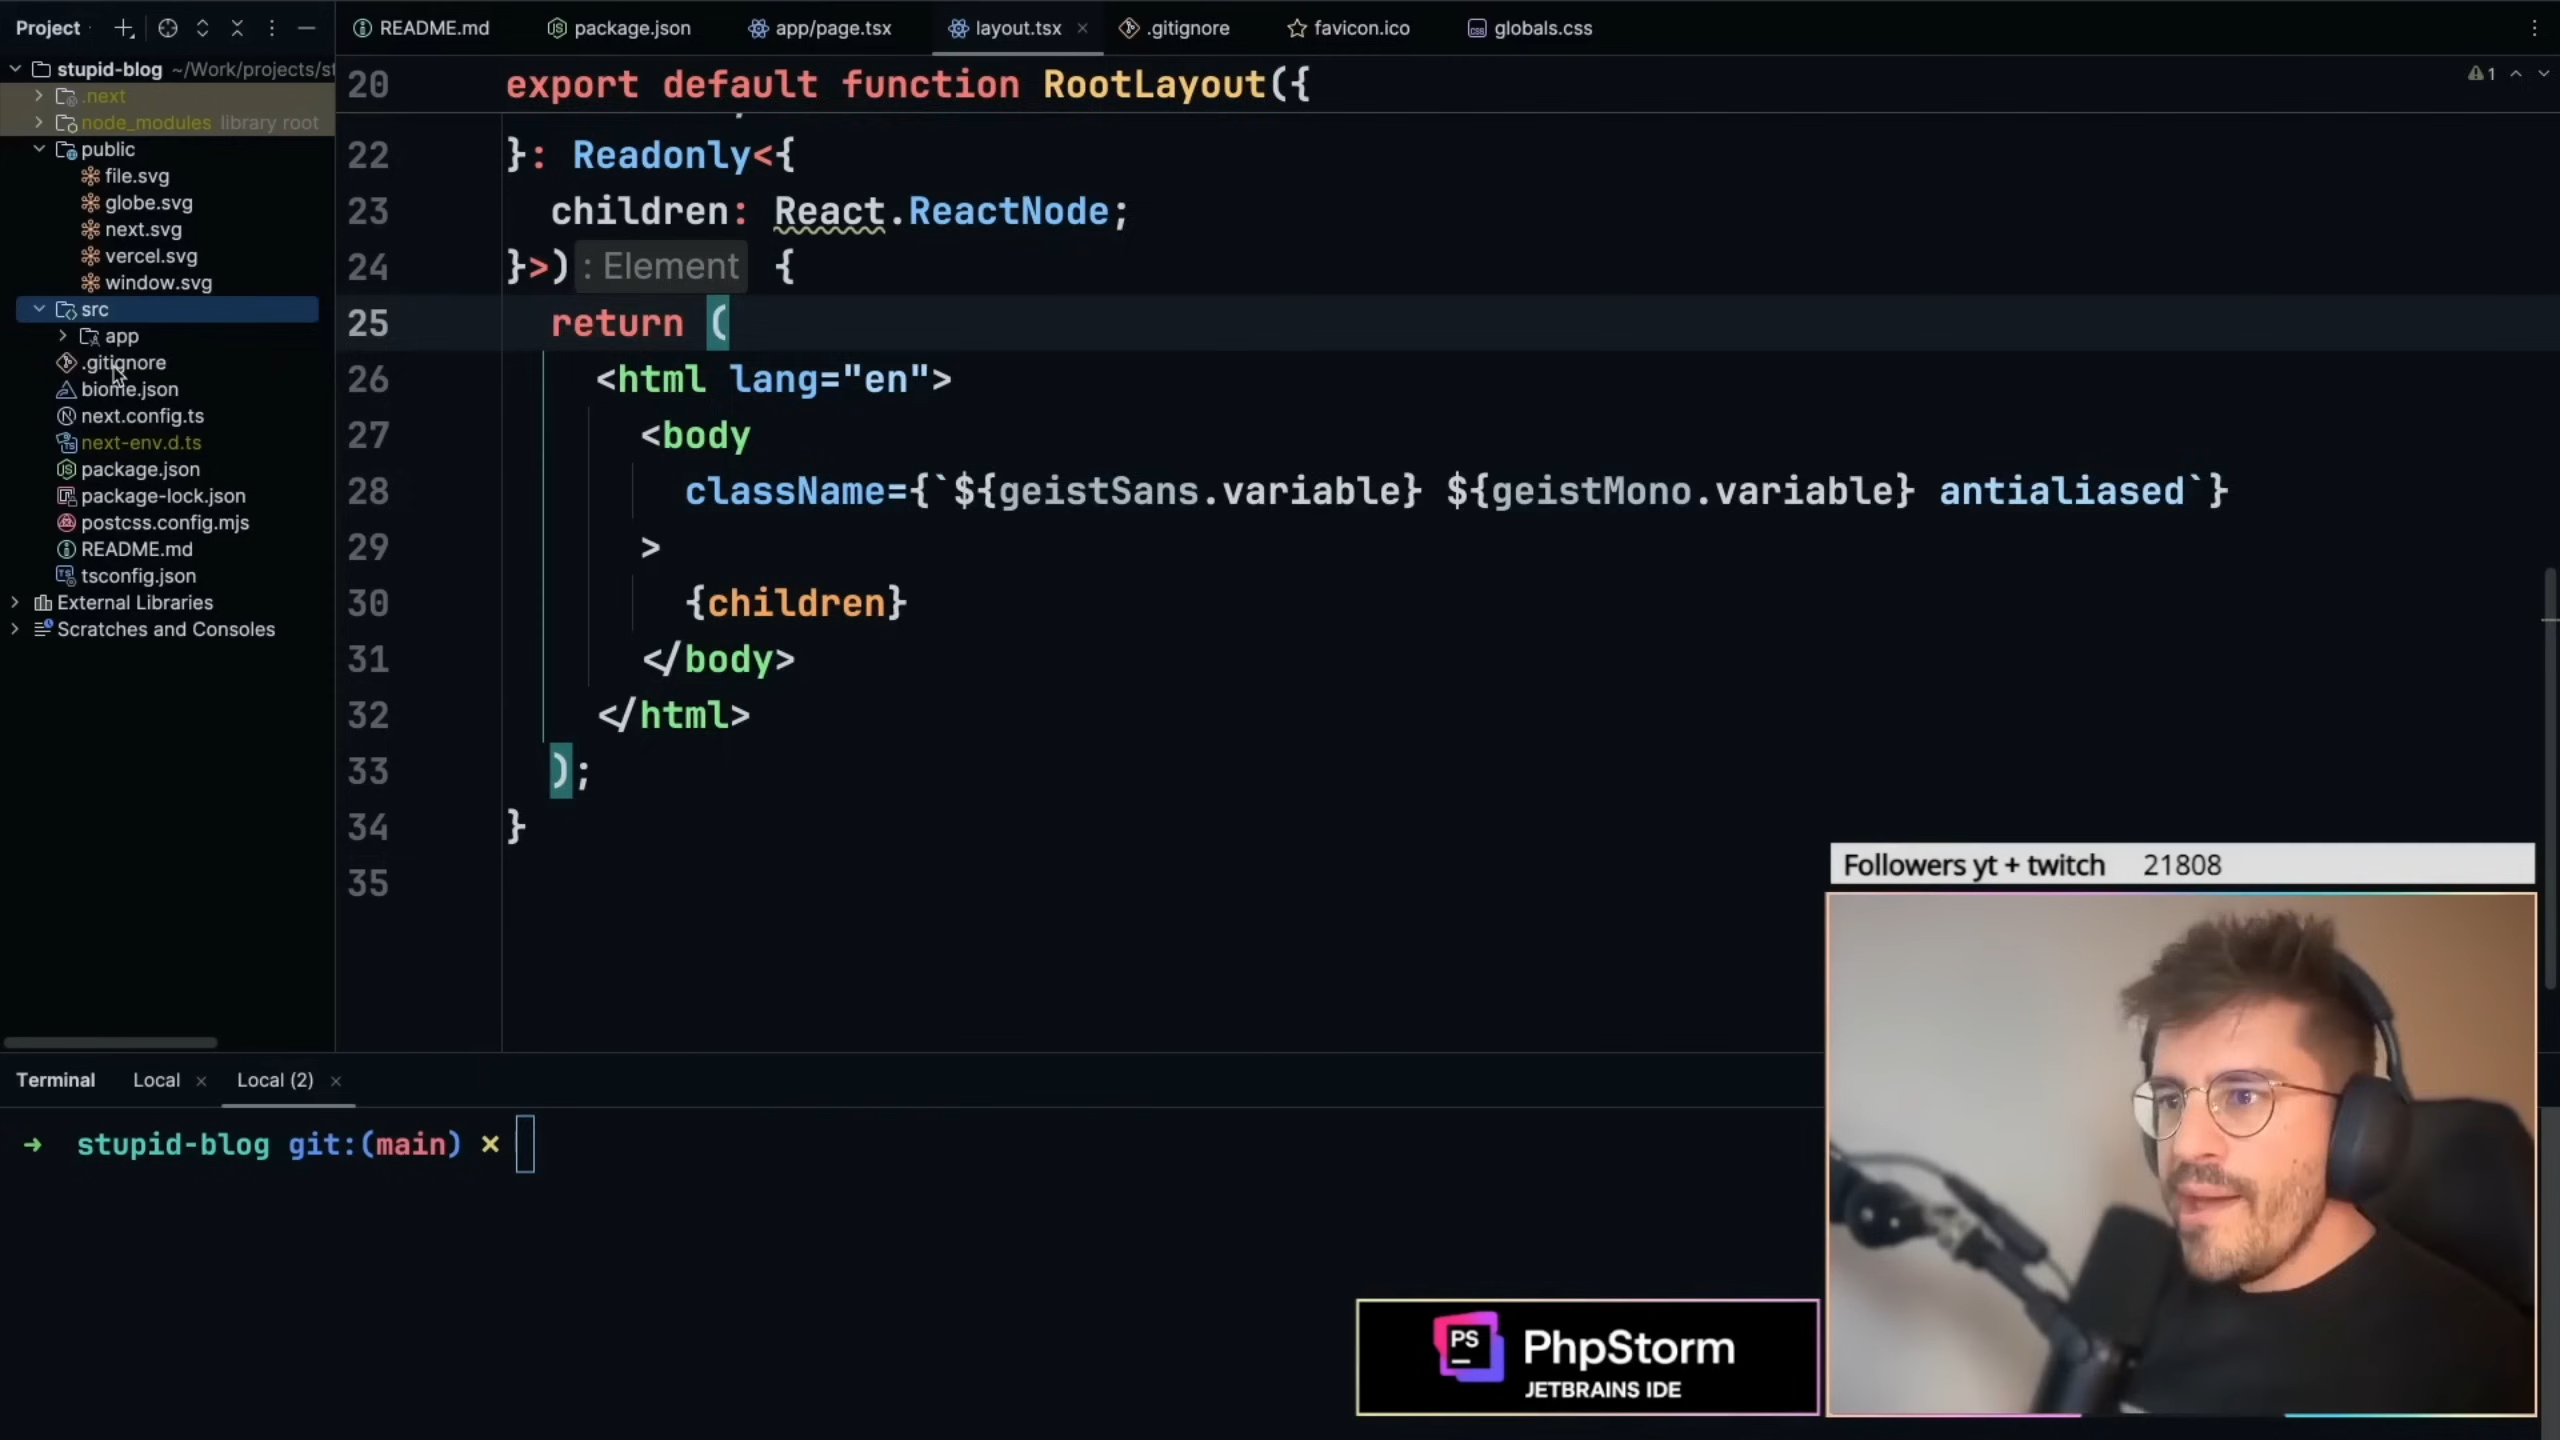 Project
README.md
package.json
app/page.tsx
layout.tsx
.gitignore
favicon.ico
globals.css
stupid-blog ~/Work/projects/st
.next
node_modules library root
public
file.svg
globe.svg
next.svg
vercel.svg
window.svg
src
app
.gitignore
biome.json
next.config.ts
next-env.d.ts
package.json
package-lock.json
postcss.config.mjs
README.md
tsconfig.json
External Libraries
Scratches and Consoles
1
20 export default function RootLayout({
22 }: Readonly<{
23 children: React.ReactNode;
24 }>) : Element {
25 return (
26 <html lang="en">
27 <body
28 className={`${geistSans.variable} ${geistMono.variable} antialiased`}
29 >
30 {children}
31 </body>
32 </html>
33 );
34 }
35
Followers yt + twitch 21808
Terminal Local Local (2)
➜ stupid-blog git:(main) ×
PS
PhpStorm
JETBRAINS IDE